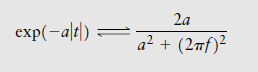 exp(−a|t|) ⇌ 2a / a² + (2πf)²